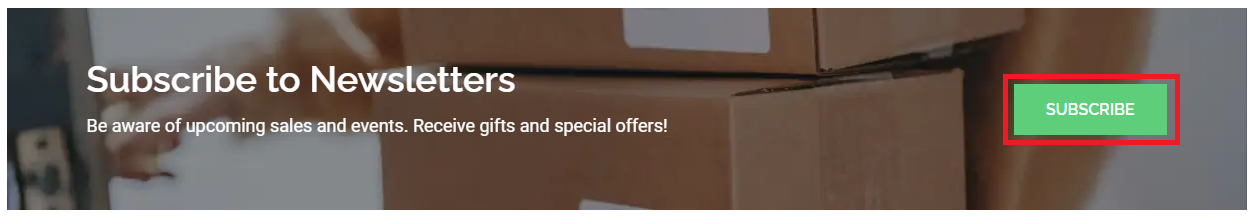 Subscribe to Newsletters
Be aware of upcoming sales and events. Receive gifts and special offers!
SUBSCRIBE